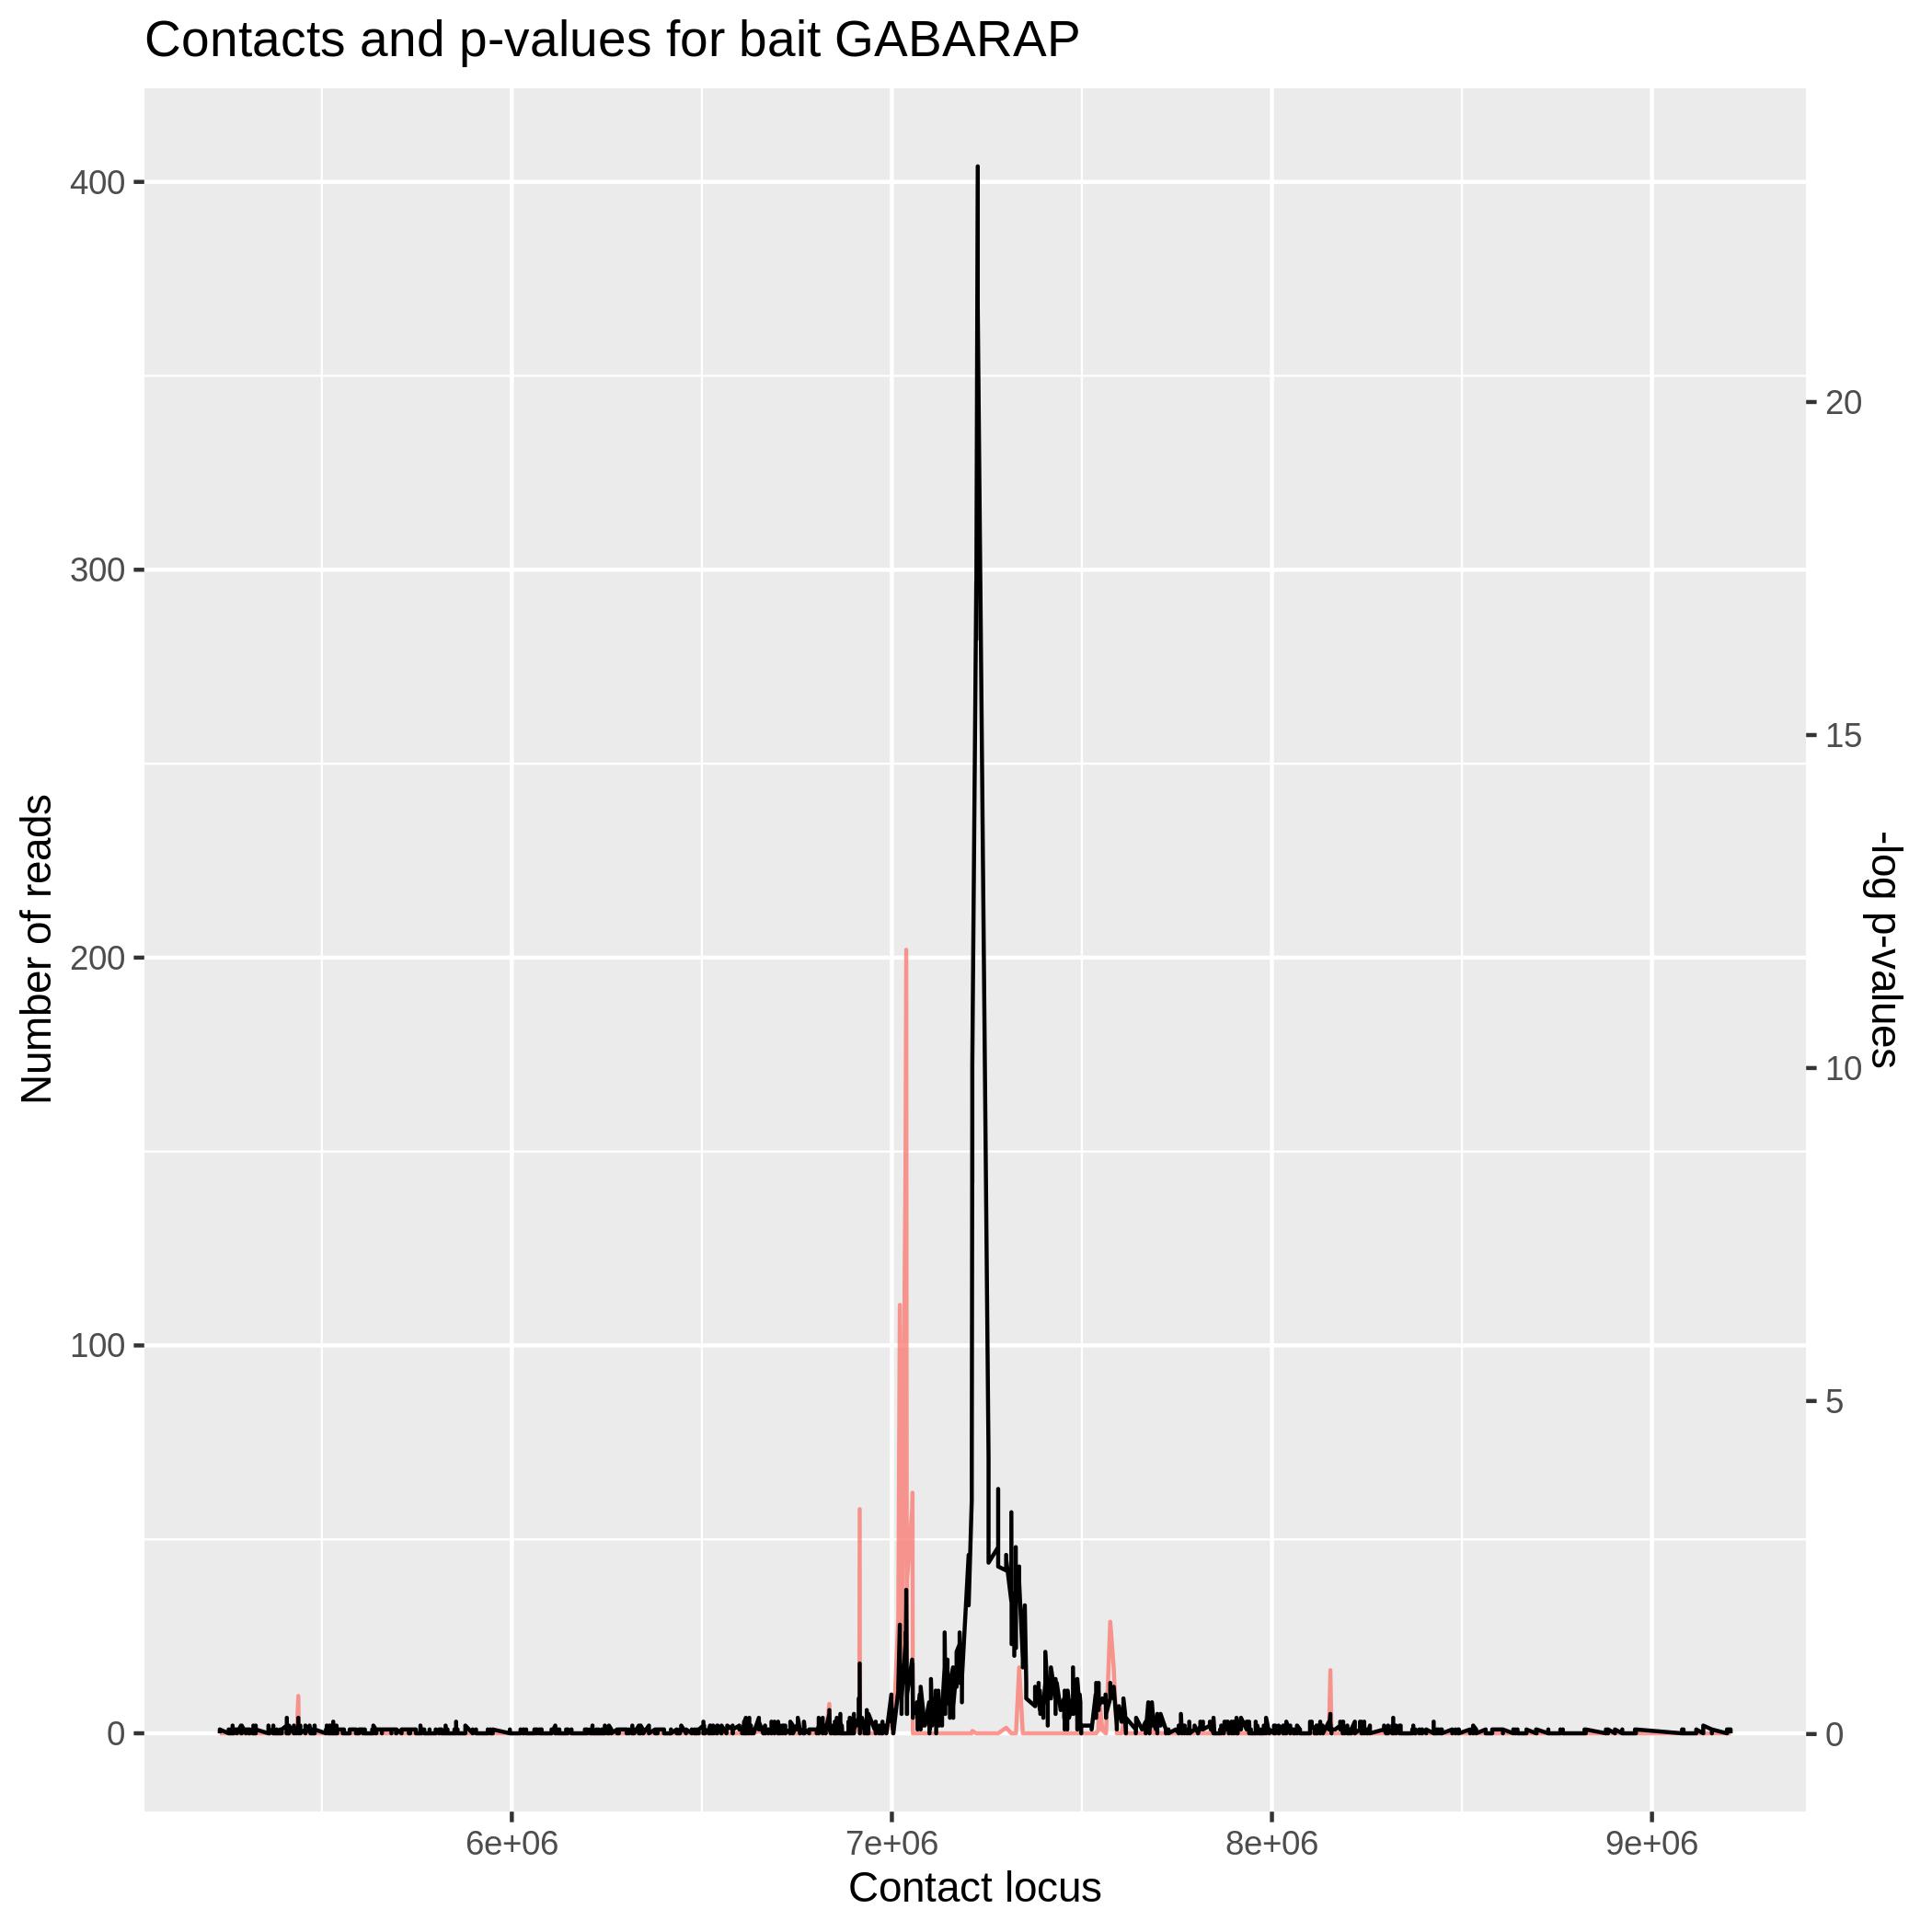 Contacts and p-values for bait GABARAP
Number of reads
400
300
200
100
0
20
15
10
5
0
-log p-values
6e+06
7e+06
8e+06
9e+06
Contact locus